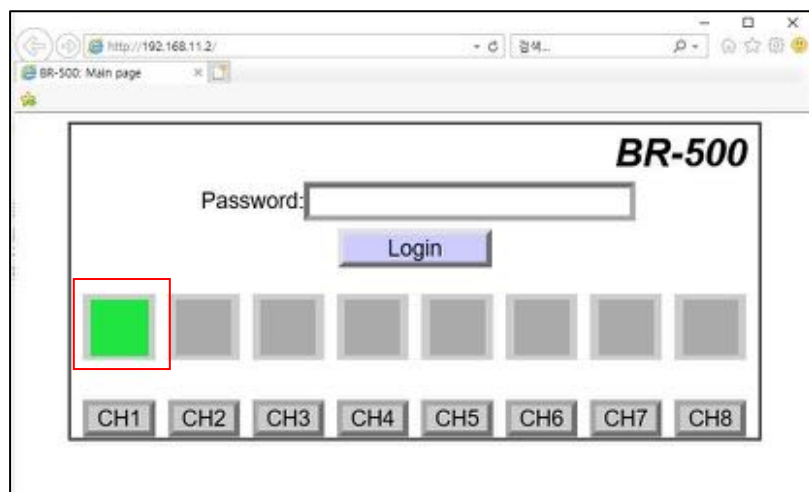 http://192.168.11.2/
검색...
BR-500: Main page
BR-500
Password:
Login
CH1 CH2 CH3 CH4 CH5 CH6 CH7 CH8